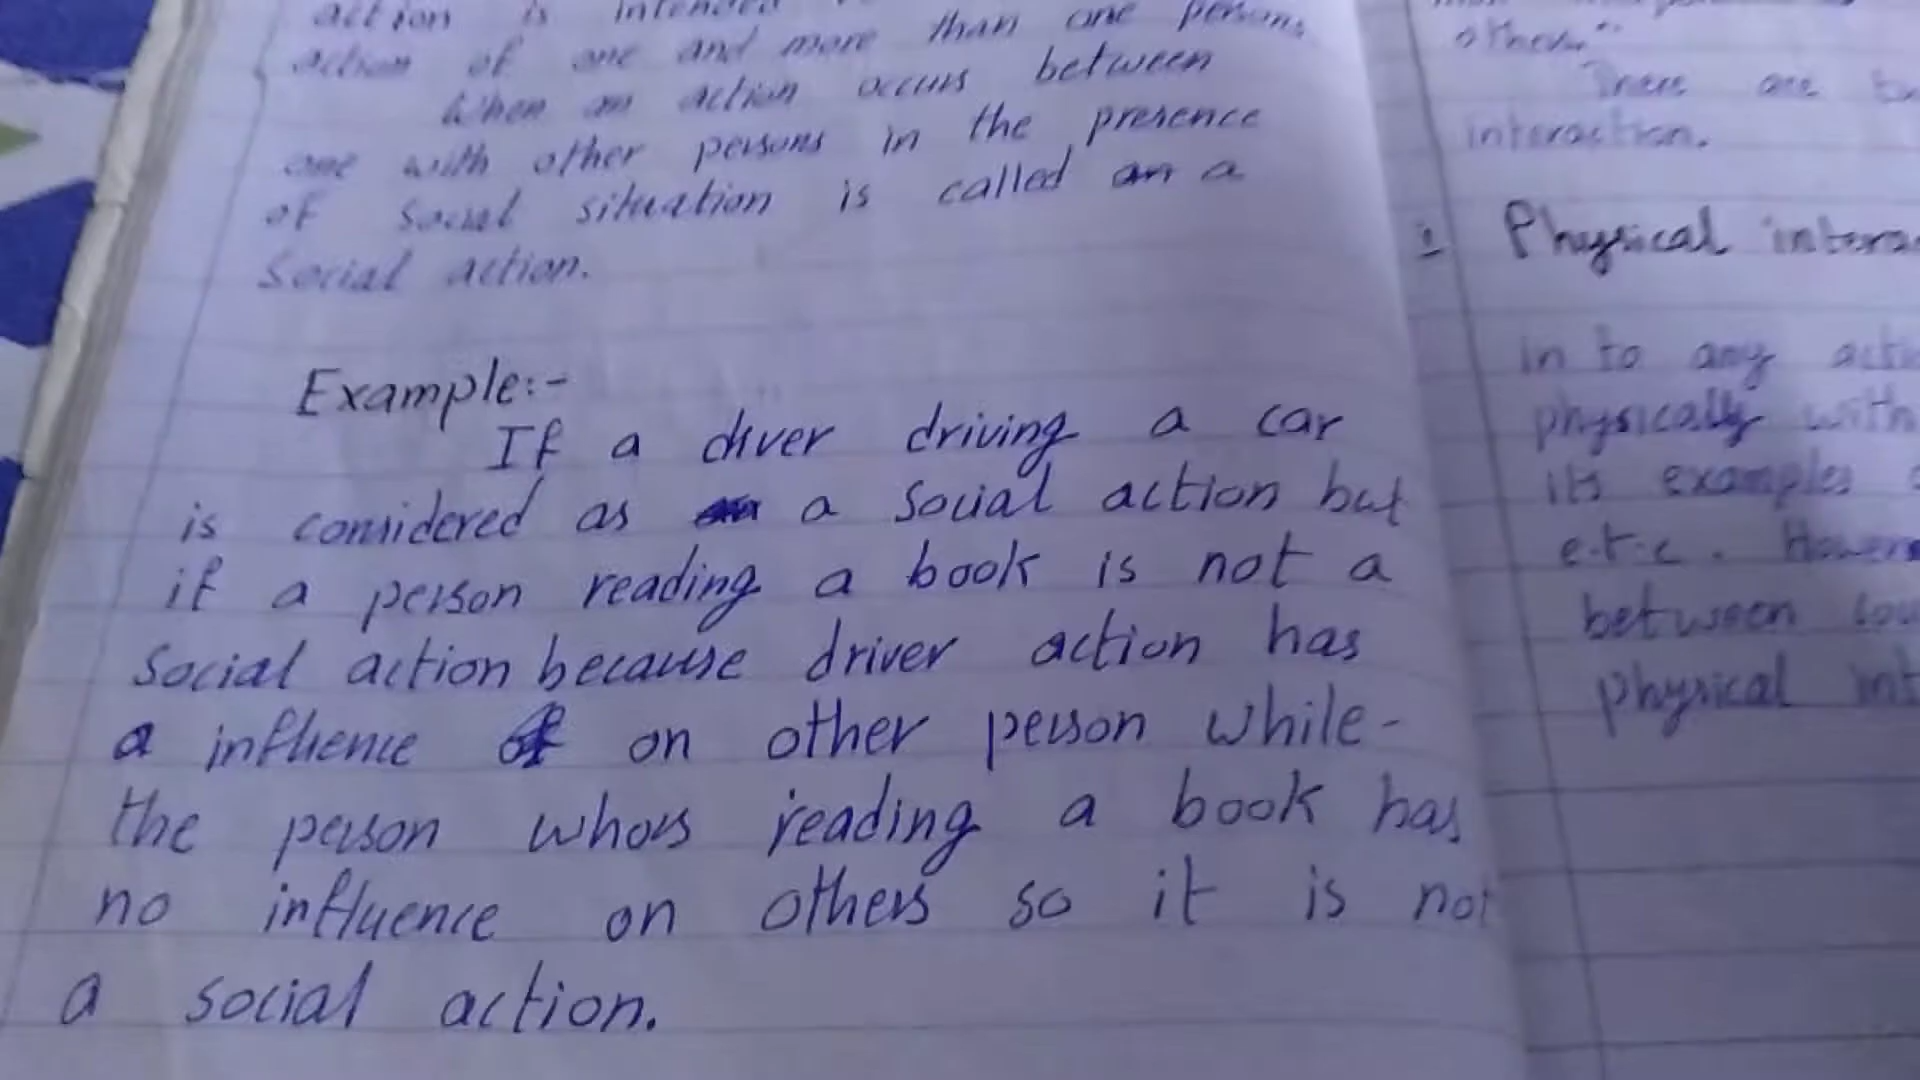 action is intended
action of one and more than one persons,
When an action occurs between
one with other persons in the presence
of Social situation is called a
Social action.
Example:-
If a driver driving a car
is considered as a Social action but
if a person reading a book is not a
Social action because driver action has
a influence on other person while-
the person whos reading a book has
no influence on others so it is not
a social action.
others"
There are
interaction.
Physical
in to any
physically with
its examples
e.t.c.
between
physical